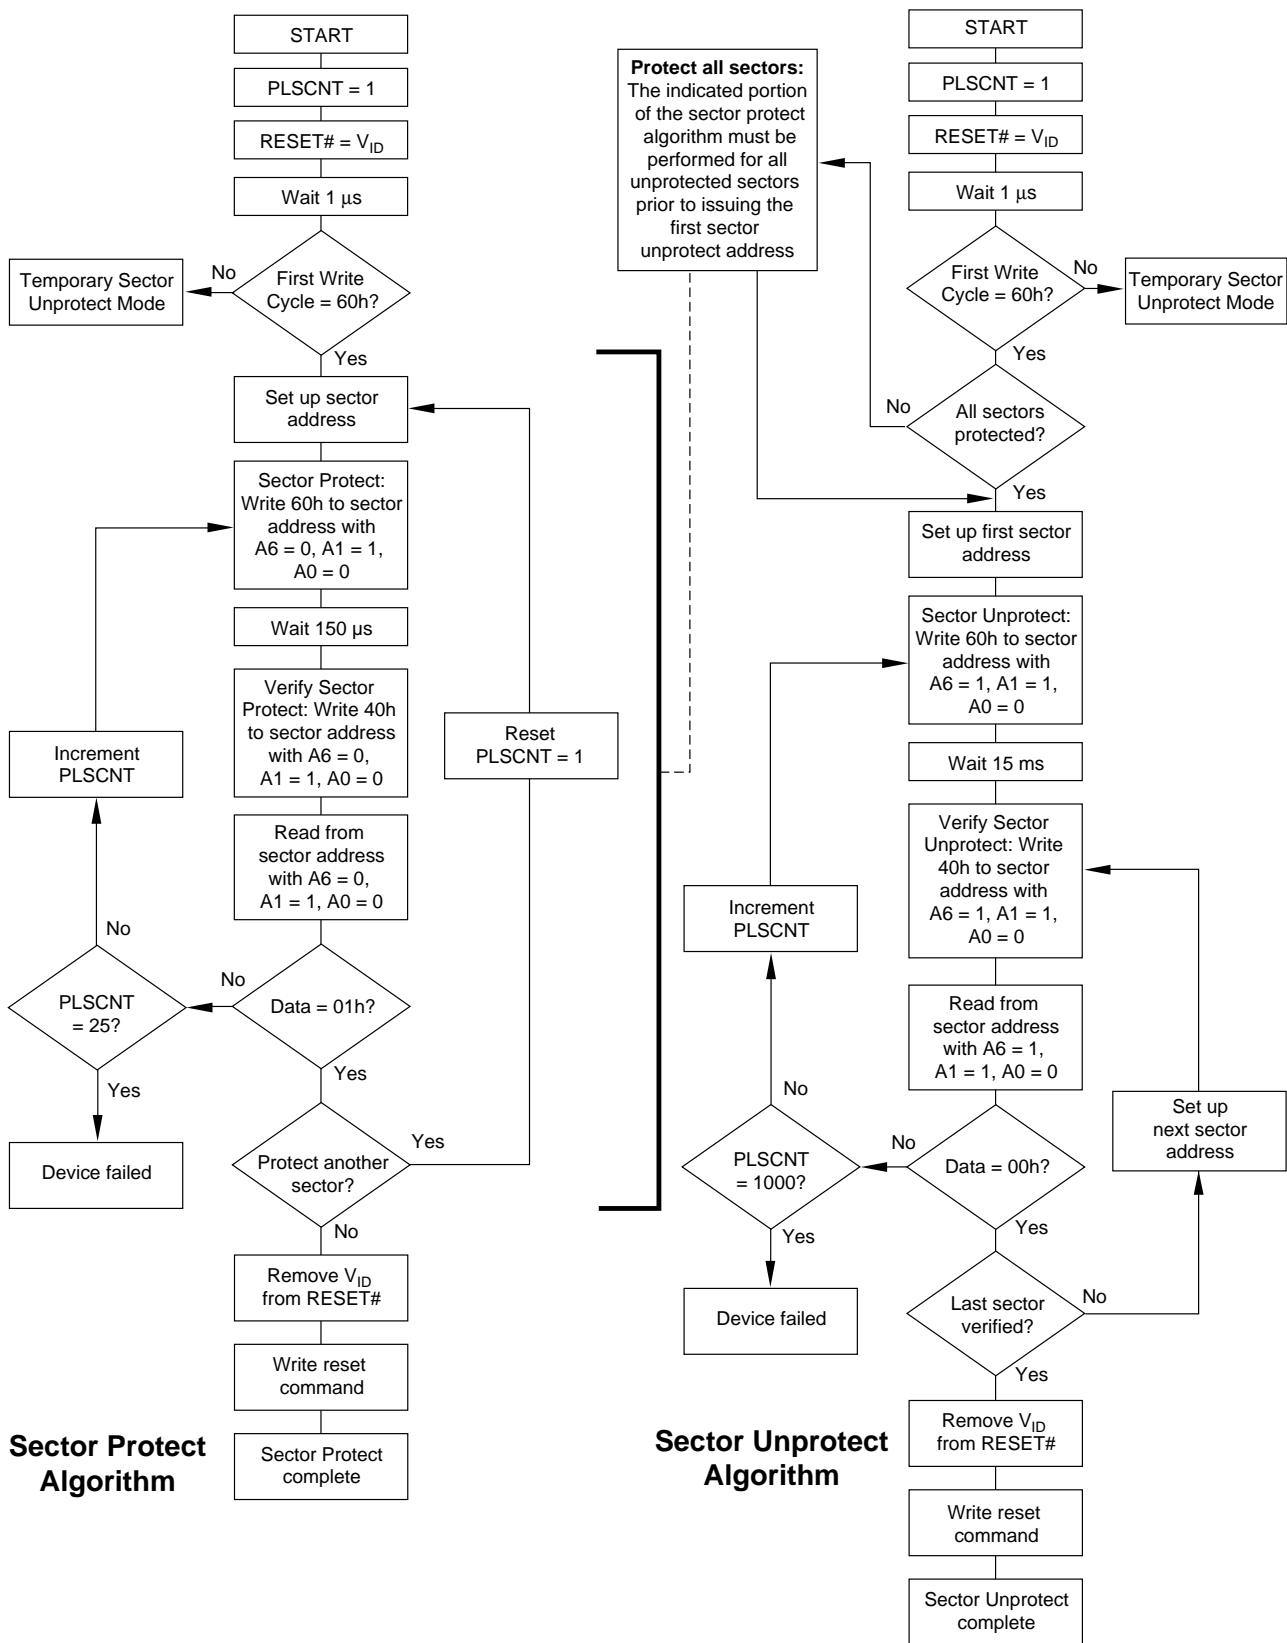 START
PLSCNT = 1
RESET# = VID
Wait 1 μs
First Write
Cycle = 60h?
No
Temporary Sector
Unprotect Mode
Yes
Set up sector
address
Sector Protect:
Write 60h to sector
address with
A6 = 0, A1 = 1,
A0 = 0
Wait 150 µs
Verify Sector
Protect: Write 40h
to sector address
with A6 = 0,
A1 = 1, A0 = 0
Reset
PLSCNT = 1
Increment
PLSCNT
Read from
sector address
with A6 = 0,
A1 = 1, A0 = 0
No
No
PLSCNT
= 25?
Data = 01h?
Yes
Yes
Device failed
Protect another
sector?
Yes
No
Remove VID
from RESET#
Write reset
command
Sector Protect
complete
Sector Protect
Algorithm
Protect all sectors:
The indicated portion
of the sector protect
algorithm must be
performed for all
unprotected sectors
prior to issuing the
first sector
unprotect address
START
PLSCNT = 1
RESET# = VID
Wait 1 μs
First Write
Cycle = 60h?
No
Temporary Sector
Unprotect Mode
Yes
No
All sectors
protected?
Yes
Set up first sector
address
Sector Unprotect:
Write 60h to sector
address with
A6 = 1, A1 = 1,
A0 = 0
Wait 15 ms
Verify Sector
Unprotect: Write
40h to sector
address with
A6 = 1, A1 = 1,
A0 = 0
Increment
PLSCNT
Read from
sector address
with A6 = 1,
A1 = 1, A0 = 0
No
No
PLSCNT
= 1000?
Data = 00h?
Set up
next sector
address
Yes
Yes
Device failed
Last sector
verified?
No
Yes
Remove VID
from RESET#
Write reset
command
Sector Unprotect
complete
Sector Unprotect
Algorithm